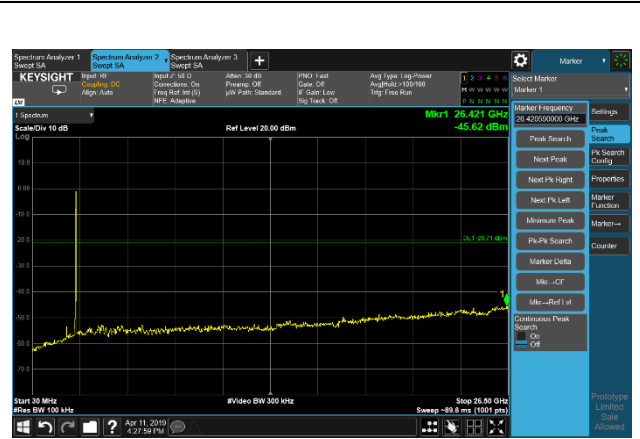 Spectrum Analyzer 1
Swept SA
Spectrum Analyzer 2
Swept SA
Spectrum Analyzer 3
Swept SA
Marker
KEYSIGHT
Input: RF
Coupling: DC
Align: Auto
Input Z: 50 Ω
Corrections: On
Freq Ref: Int (S)
NFE: Adaptive
Atten: 30 dB
Preamp: Off
µW Path: Standard
PNO: Fast
Gate: Off
IF Gain: Low
Sig Track: Off
Avg Type: Log-Power
Avg|Hold:>100/100
Trig: Free Run
1 2 3 4 5 6
M W W W W W
P N N N N N
Select Marker
Marker 1
1 Spectrum
Scale/Div 10 dB
Log
Ref Level 20.00 dBm
Mkr1 26.421 GHz
-45.62 dBm
10.0
0.00
-10.0
-20.0
-30.0
-40.0
-50.0
-60.0
-70.0
1
Start 30 MHz
#Res BW 100 kHz
#Video BW 300 kHz
Stop 26.50 GHz
Sweep ~89.6 ms (1001 pts)
Marker Frequency
26.420590000 GHz
Peak Search
Next Peak
Next Pk Right
Next Pk Left
Minimum Peak
Pk-Pk Search
Marker Delta
Mkr→CF
Mkr→Ref Lvl
Continuous Peak
Search
On
Off
Settings
Peak
Search
Pk Search
Config
Properties
Marker
Function
Marker→
Counter
Prototype
Limited
Sale
Allowed
Apr 11, 2019
4:27:59 PM